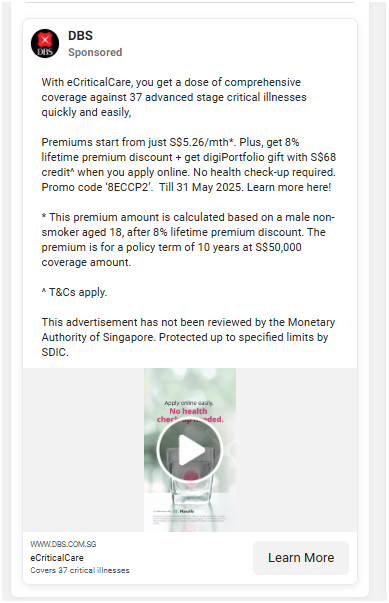 DBS
DBS
Sponsored
With eCriticalCare, you get a dose of comprehensive
coverage against 37 advanced stage critical illnesses
quickly and easily,
Premiums start from just S$5.26/mth*. Plus, get 8%
lifetime premium discount + get digiPortfolio gift with S$68
credit^ when you apply online. No health check-up required.
Promo code ‘8ECCP2’.  Till 31 May 2025. Learn more here!
* This premium amount is calculated based on a male non-
smoker aged 18, after 8% lifetime premium discount. The
premium is for a policy term of 10 years at S$50,000
coverage amount.
^ T&Cs apply.
This advertisement has not been reviewed by the Monetary
Authority of Singapore. Protected up to specified limits by
SDIC.
Apply online easily.
No health
check-up needed.
Manulife
WWW.DBS.COM.SG
eCriticalCare
Covers 37 critical illnesses
Learn More